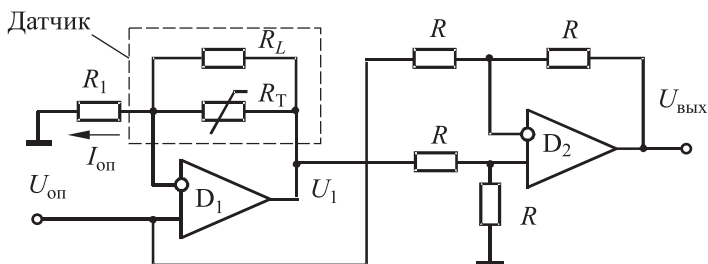 Датчик
R_L
R_T
R_1
I_оп
U_оп
D_1
U_1
R
R
R
R
D_2
U_вых